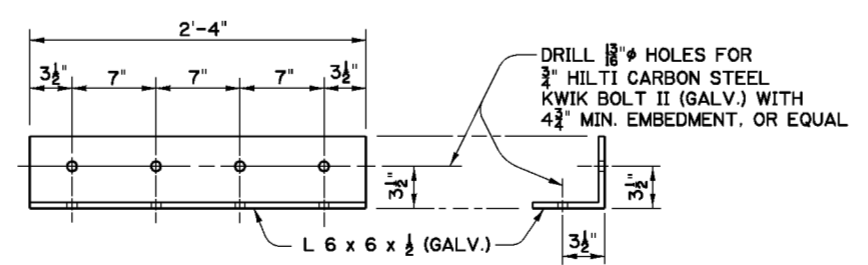 2'-4"
3½" 7" 7" 7" 3½"
DRILL 13/16"ø HOLES FOR
¾" HILTI CARBON STEEL
KWIK BOLT II (GALV.) WITH
4¾" MIN. EMBEDMENT, OR EQUAL
3½"
3½"
L 6 x 6 x ½ (GALV.)
3½"